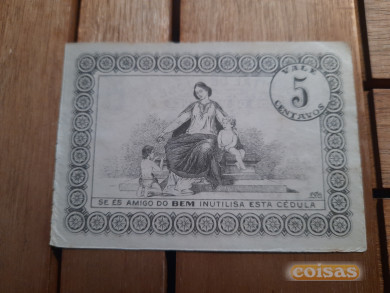 VALE
5
CENTAVOS
SE ÉS AMIGO DO BEM INUTILISA ESTA CÉDULA
coisas